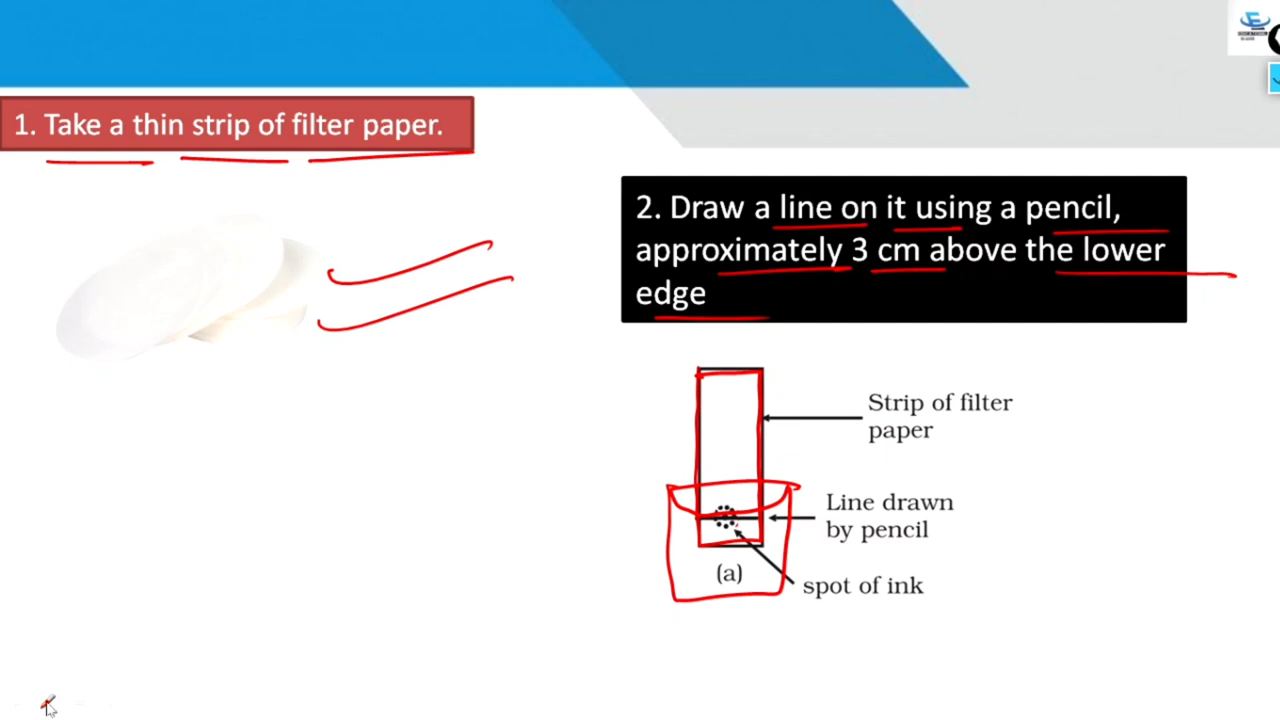 1. Take a thin strip of filter paper.
2. Draw a line on it using a pencil,
approximately 3 cm above the lower
edge
Strip of filter
paper
Line drawn
by pencil
(a)
spot of ink